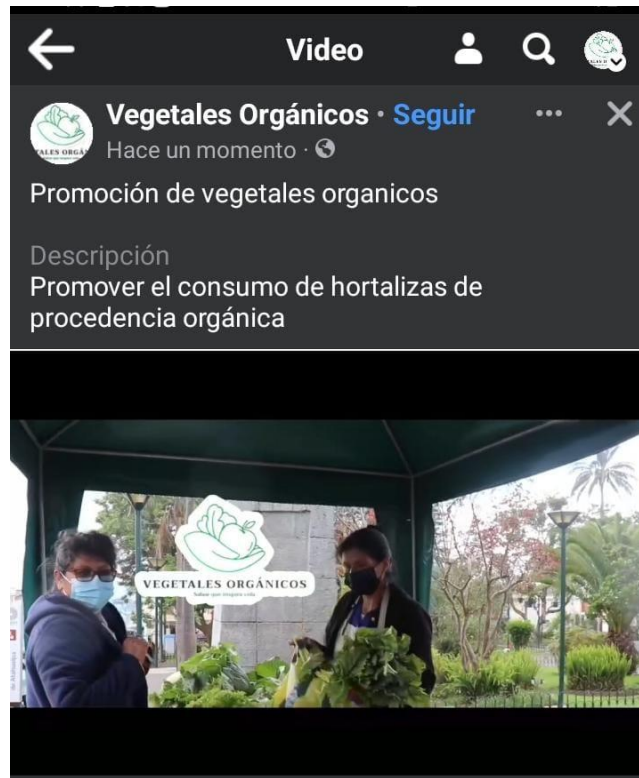 Video
Vegetales Orgánicos · Seguir
Hace un momento ·
Promoción de vegetales organicos
Descripción
Promover el consumo de hortalizas de
procedencia orgánica
VEGETALES ORGÁNICOS